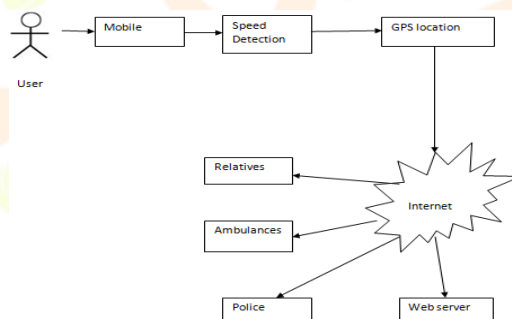 Mobile
Speed
Detection
GPS location
User
Relatives
Internet
Ambulances
Police
Web server